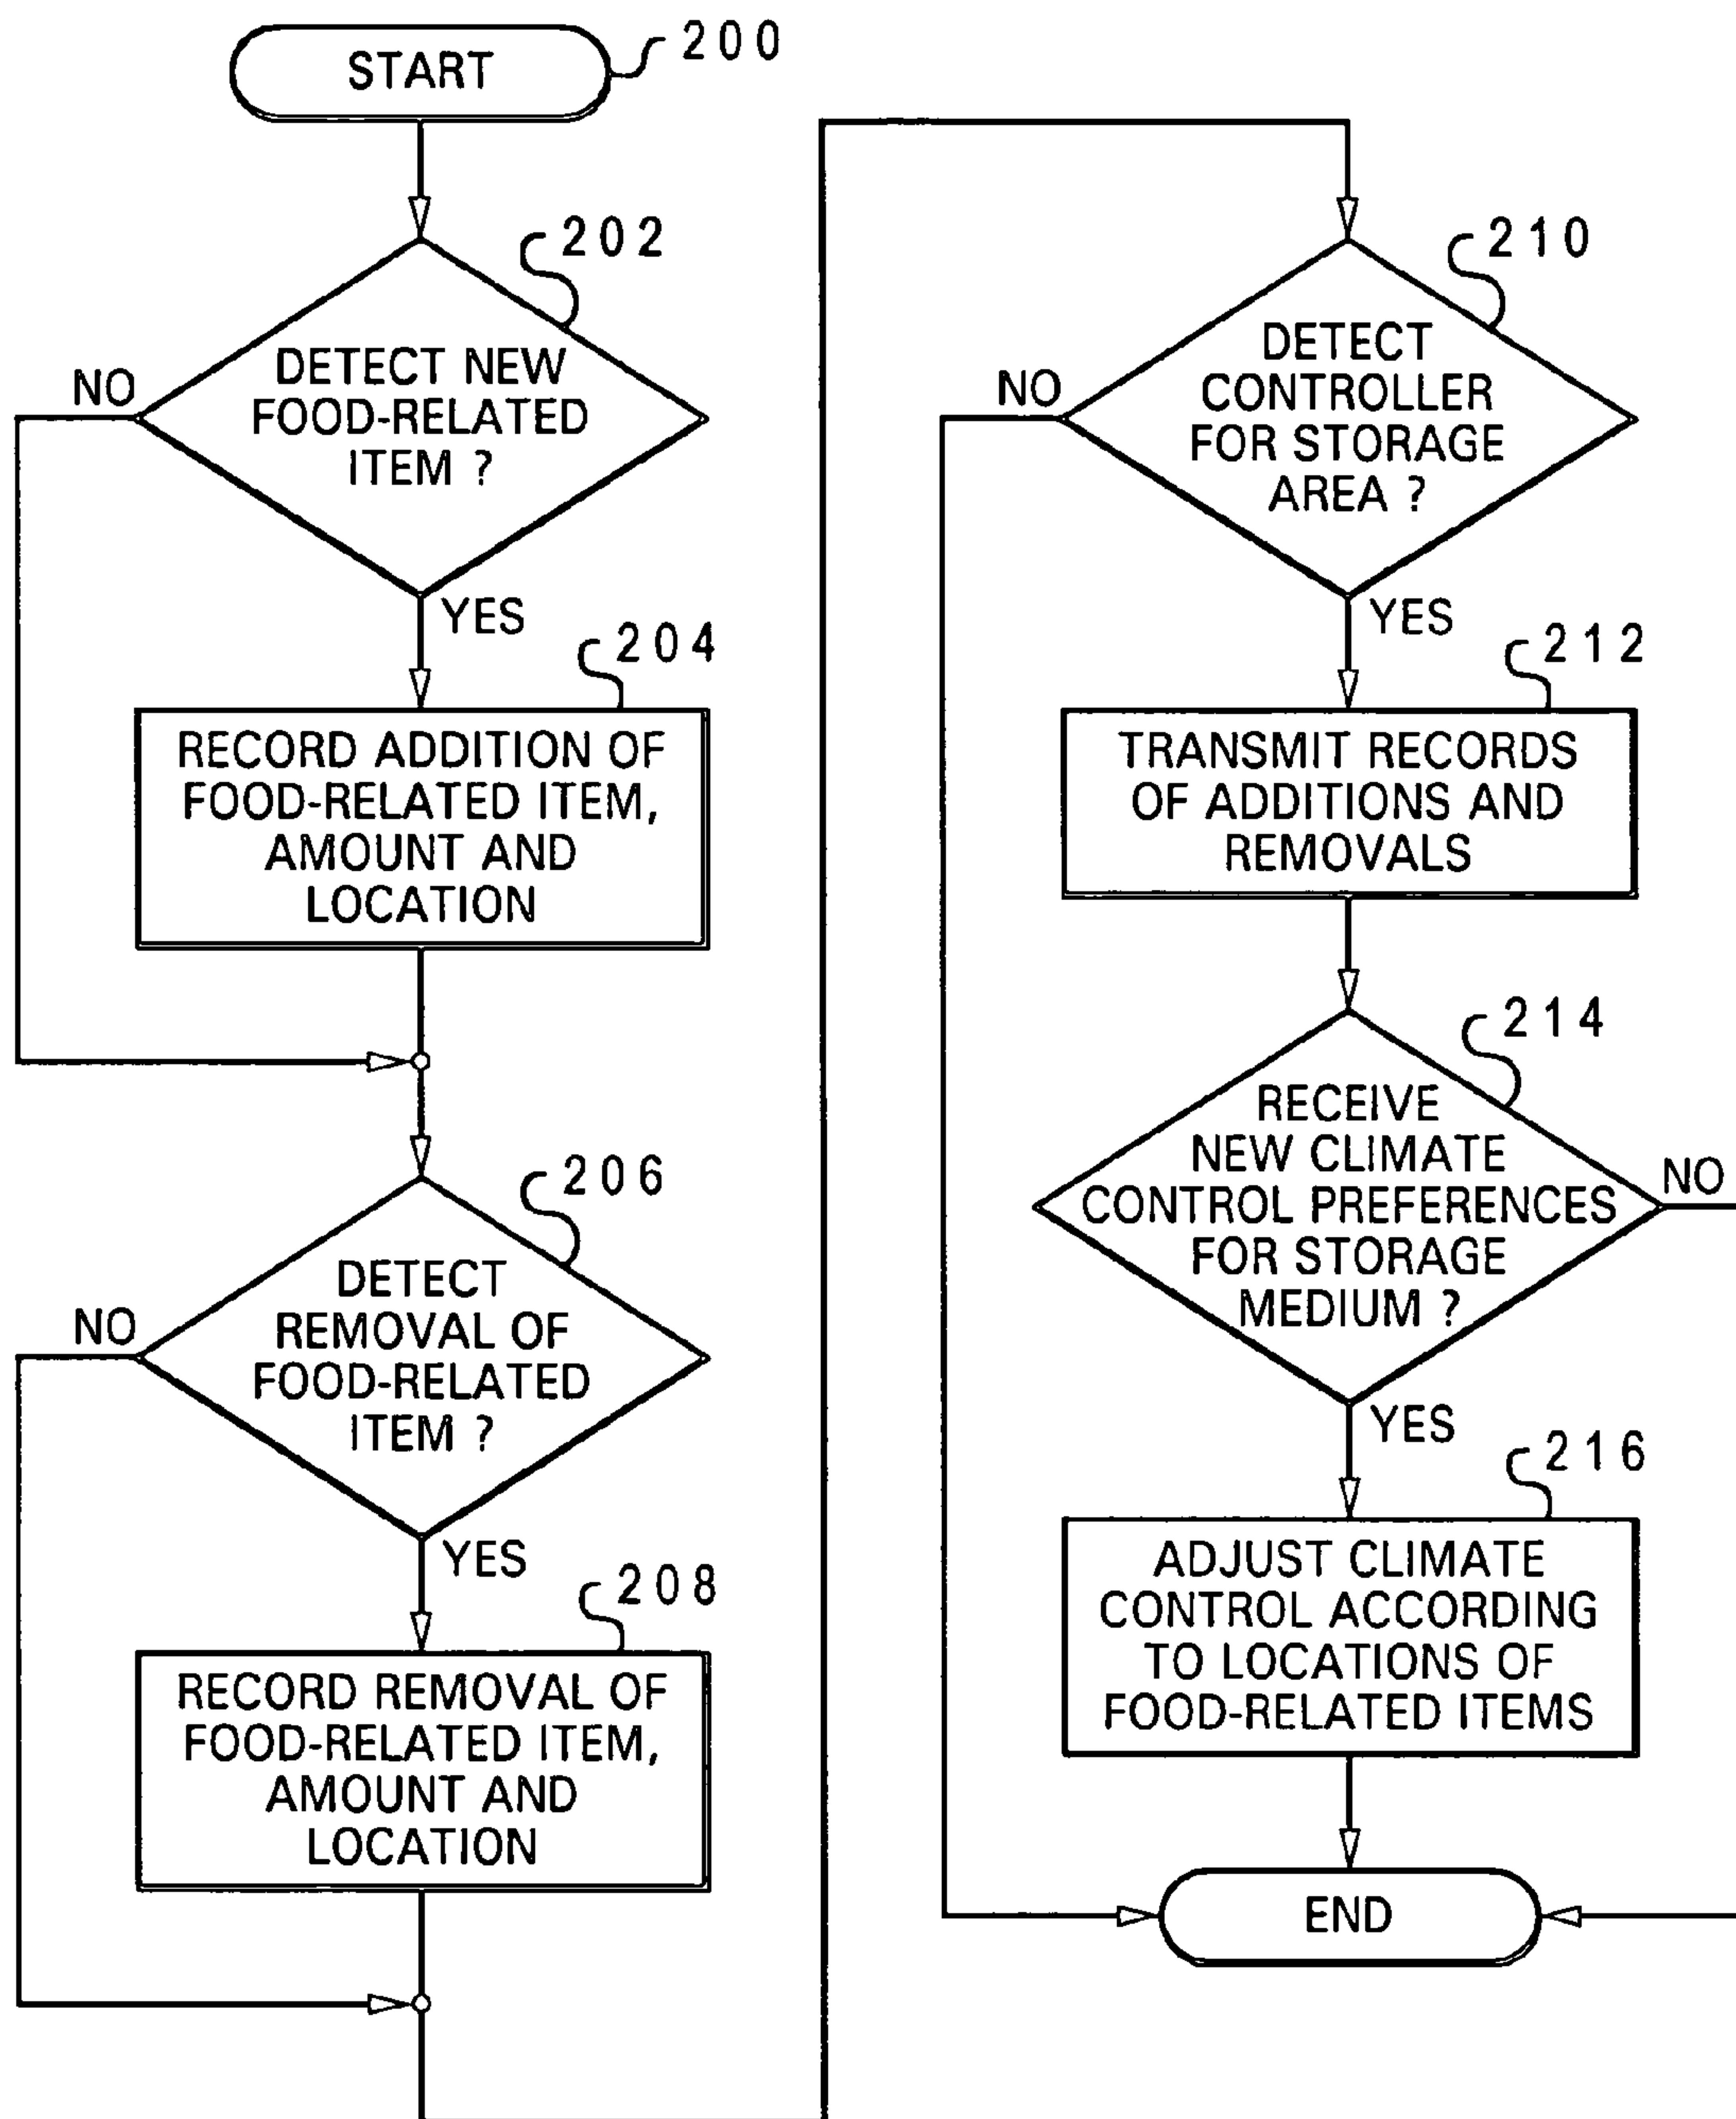 START
200
202
DETECT NEW
FOOD-RELATED
ITEM ?
NO
YES
204
RECORD ADDITION OF
FOOD-RELATED ITEM,
AMOUNT AND
LOCATION
206
DETECT
REMOVAL OF
FOOD-RELATED
ITEM ?
NO
YES
208
RECORD REMOVAL OF
FOOD-RELATED ITEM,
AMOUNT AND
LOCATION
210
DETECT
CONTROLLER
FOR STORAGE
AREA ?
NO
YES
212
TRANSMIT RECORDS
OF ADDITIONS AND
REMOVALS
214
RECEIVE
NEW CLIMATE
CONTROL PREFERENCES
FOR STORAGE
MEDIUM ?
NO
YES
216
ADJUST CLIMATE
CONTROL ACCORDING
TO LOCATIONS OF
FOOD-RELATED ITEMS
END